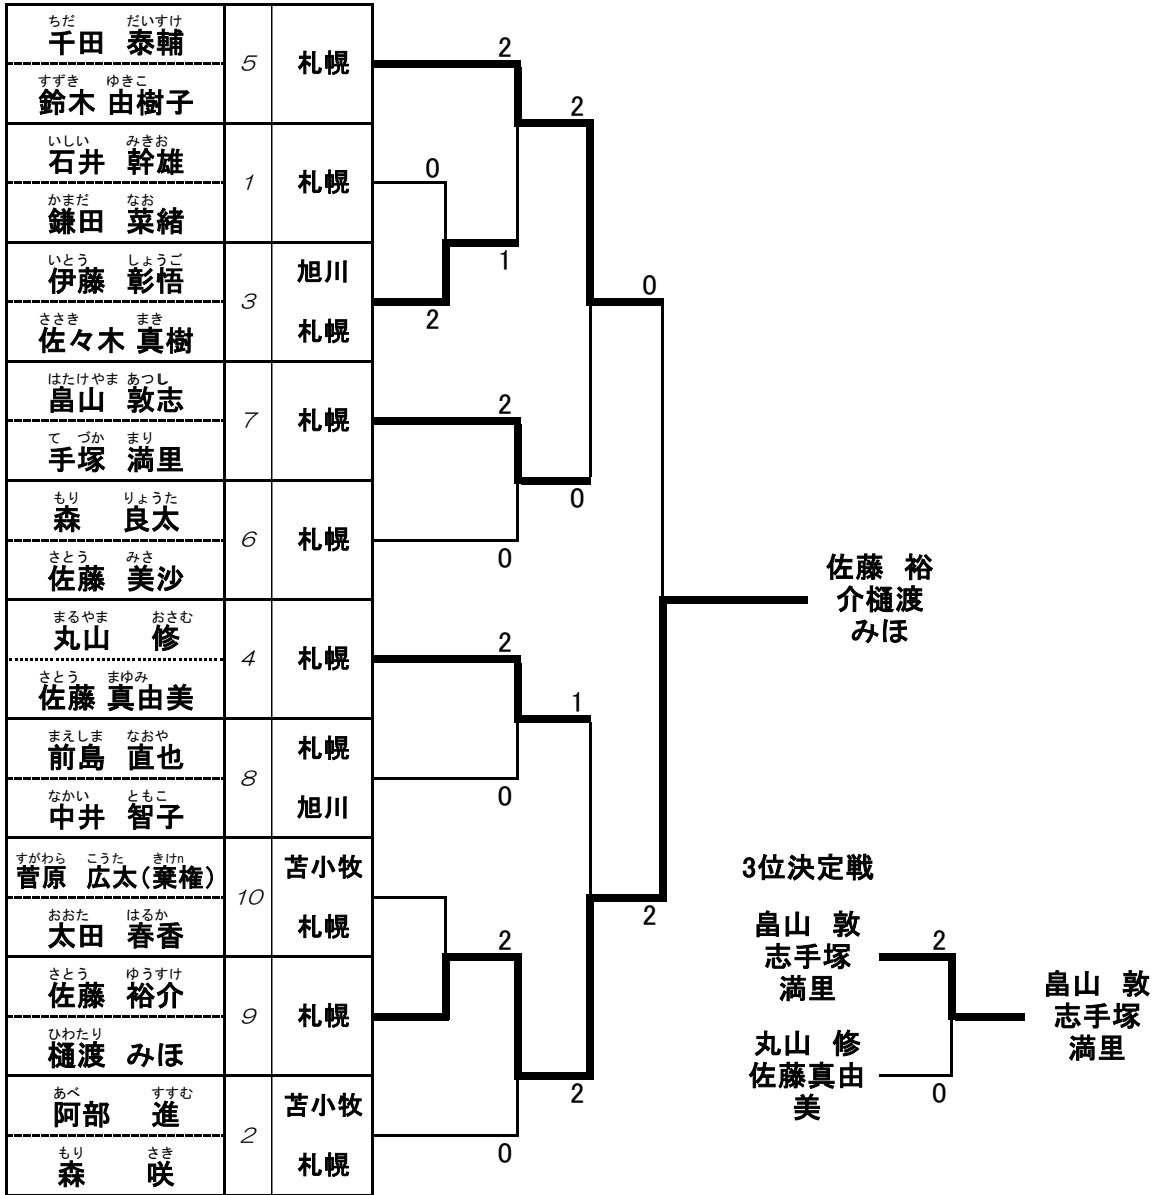 ちだ だいすけ
千田 泰輔
5 札幌
すずき ゆきこ
鈴木 由樹子
いしい みきお
石井 幹雄
1 札幌
かまだ なお
鎌田 菜緒
いとう しょうご
伊藤 彰悟 旭川
3
ささき まき
佐々木 真樹 札幌
はたけやま あつし
畠山 敦志
7 札幌
て づか まり
手塚 満里
もり りょうた
森 良太
6 札幌
さとう みさ
佐藤 美沙
まるやま おさむ
丸山 修
4 札幌
さとう まゆみ
佐藤 真由美
まえしま なおや
前島 直也 札幌
8
なかい ともこ
中井 智子 旭川
すがわら こうた きけn
菅原 広太(棄権) 苫小牧
10
おおた はるか
太田 春香 札幌
さとう ゆうすけ
佐藤 裕介
9 札幌
ひわたり
樋渡 みほ
あべ すすむ
阿部 進 苫小牧
2
もり さき
森 咲 札幌
2
2
0
1
2
0
2
0
0
2
1
0
2
2
2
0
佐藤 裕
介樋渡
みほ
3位決定戦
畠山 敦
志手塚
満里
2
丸山 修
佐藤真由
美
0
畠山 敦
志手塚
満里